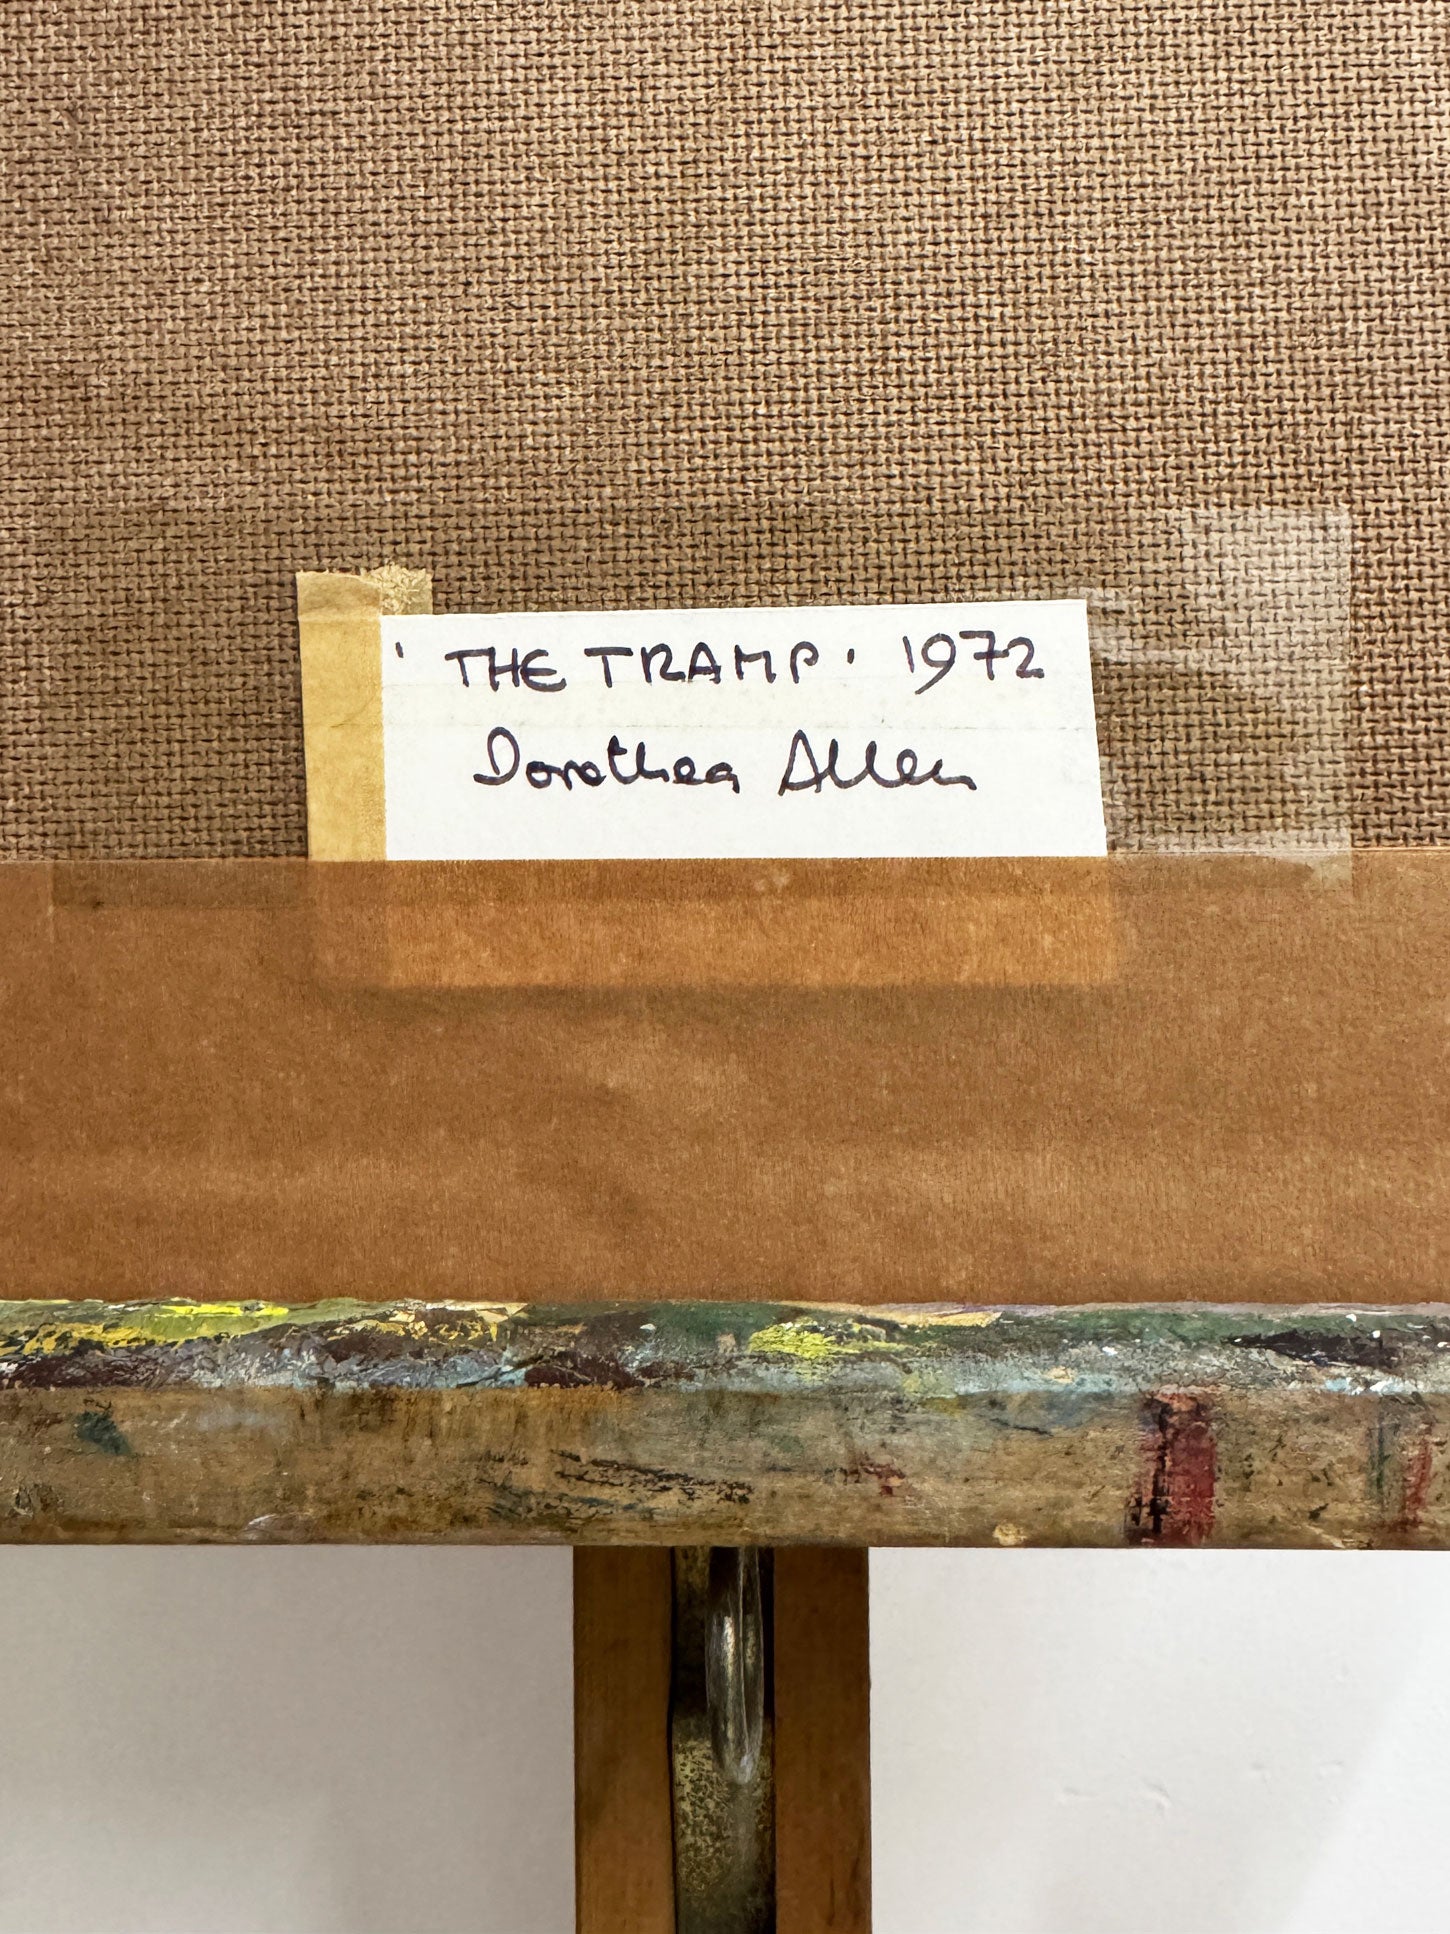 ' THE TRAMP. 1972
Dorothea Allen